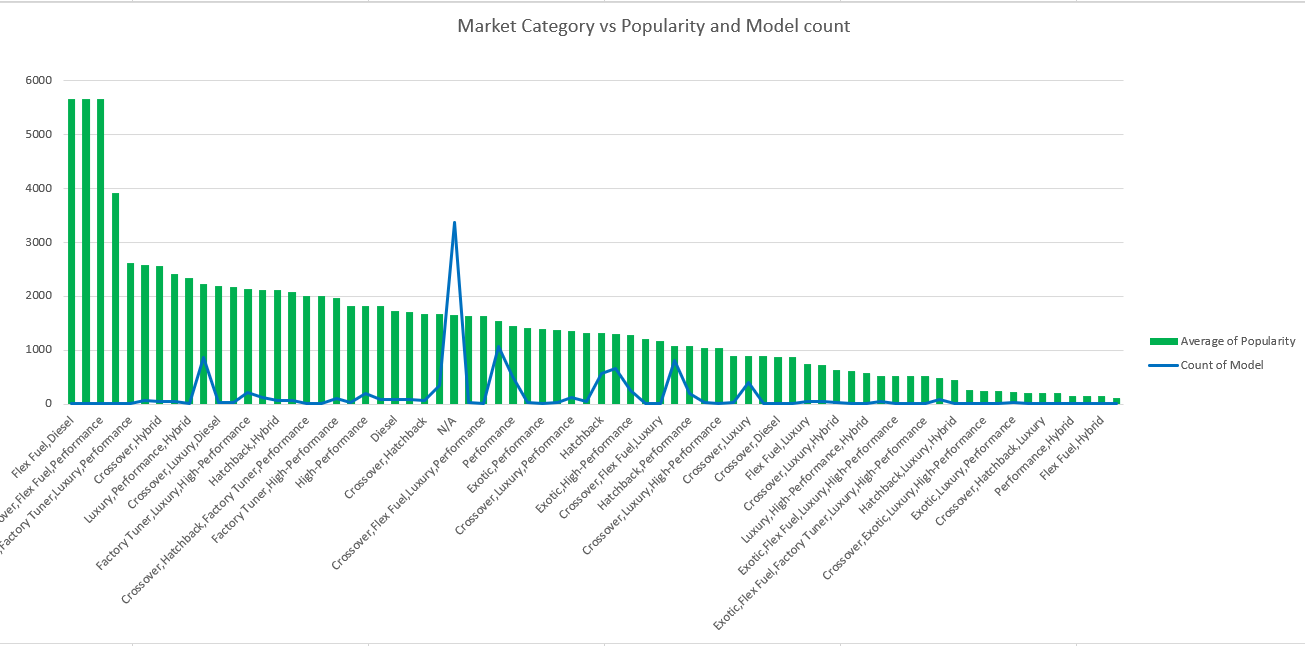 Market Category vs Popularity and Model count
6000
5000
4000
3000
2000
1000
0
Flex Fuel,Diesel
Flex Fuel,Performance
Factory Tuner,Luxury,Performance
Crossover,Hybrid
Luxury,Performance,Hybrid
Crossover,Luxury,Diesel
Factory Tuner,Luxury,High-Performance
Hatchback,Hybrid
Crossover,Hatchback,Factory Tuner,Performance
Factory Tuner,High-Performance
High-Performance
Diesel
Crossover,Hatchback
N/A
Crossover,Flex Fuel,Luxury,Performance
Performance
Exotic,Performance
Crossover,Luxury,Performance
Hatchback
Exotic,High-Performance
Crossover,Flex Fuel,Luxury
Hatchback,Performance
Crossover,Luxury,High-Performance
Crossover,Luxury
Crossover,Diesel
Flex Fuel,Luxury
Crossover,Luxury,Hybrid
Luxury,High-Performance,Hybrid
Exotic,Flex Fuel,Luxury,High-Performance
Exotic,Flex Fuel,Factory Tuner,Luxury,High-Performance
Hatchback,Luxury,Hybrid
Crossover,Exotic,Luxury,High-Performance
Exotic,Luxury,Performance
Crossover,Hatchback,Luxury
Performance,Hybrid
Flex Fuel,Hybrid
Average of Popularity
Count of Model